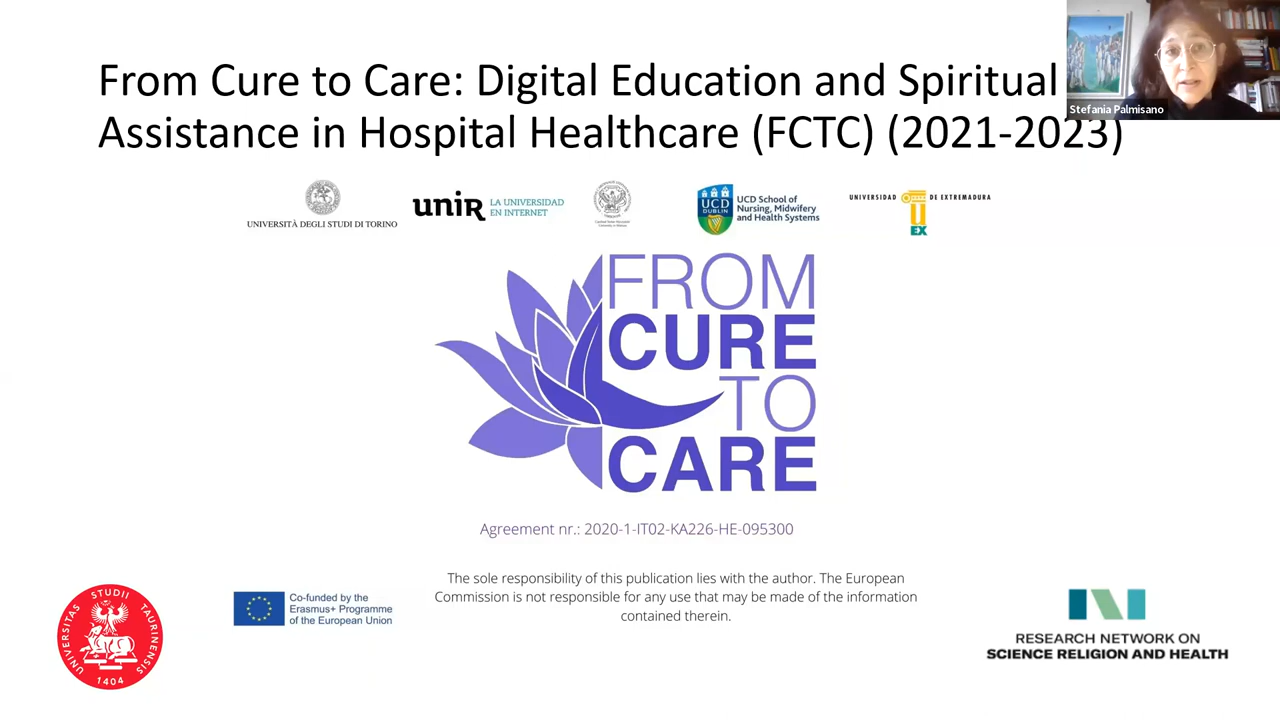 From Cure to Care: Digital Education and Spiritual
Assistance in Hospital Healthcare (FCTC) (2021-2023)
Stefania Palmisano
UNIVERSITÀ DEGLI STUDI DI TORINO
unir LA UNIVERSIDAD
EN INTERNET
UCD
DUBLIN
UCD School of
Nursing, Midwifery
and Health Systems
UNIVERSIDAD DE EXTREMADURA
U
EX
FROM
CURE
TO
CARE
Agreement nr.: 2020-1-IT02-KA226-HE-095300
The sole responsibility of this publication lies with the author. The European
Commission is not responsible for any use that may be made of the information
contained therein.
UNIVERSITAS STUDII TAURINENSIS
1404
Co-funded by the
Erasmus+ Programme
of the European Union
RESEARCH NETWORK ON
SCIENCE RELIGION AND HEALTH